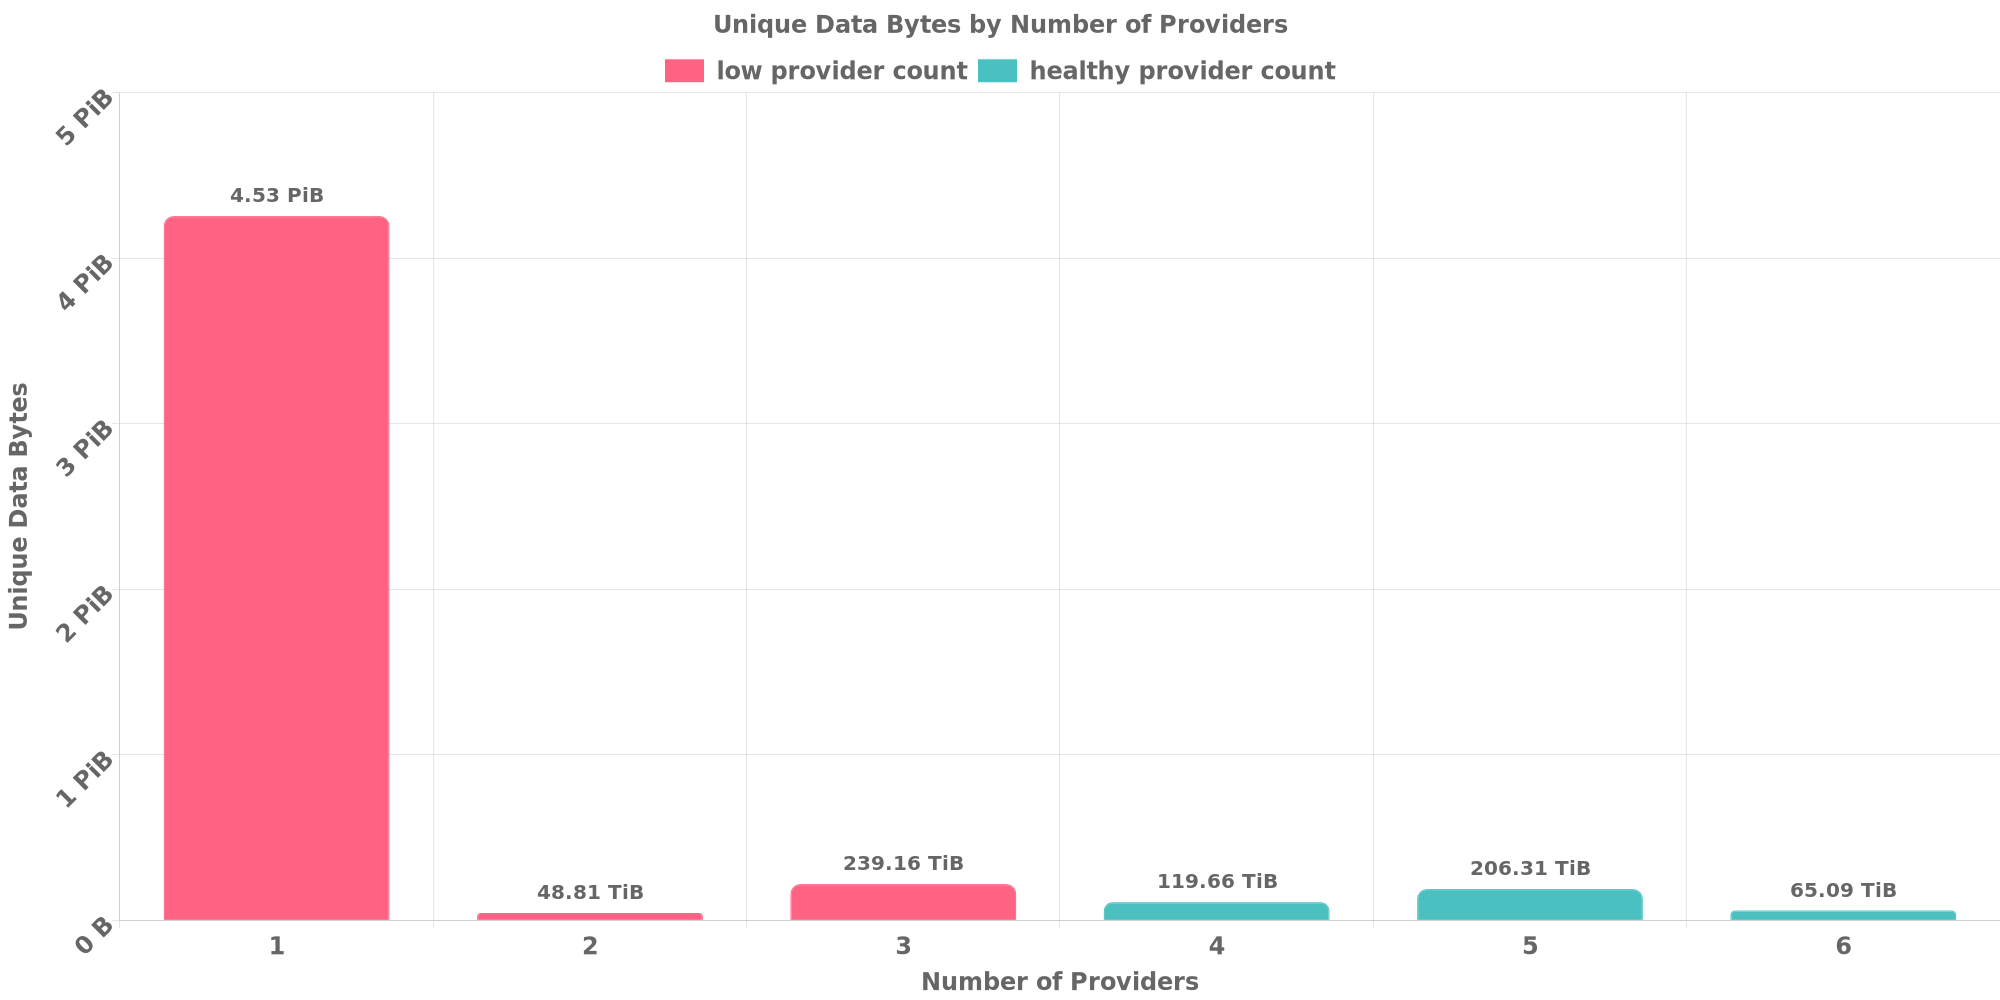 Unique Data Bytes by Number of Providers
low provider count
healthy provider count
Unique Data Bytes
5 PiB
4 PiB
3 PiB
2 PiB
1 PiB
0 B
4.53 PiB
48.81 TiB
239.16 TiB
119.66 TiB
206.31 TiB
65.09 TiB
1
2
3
4
5
6
Number of Providers